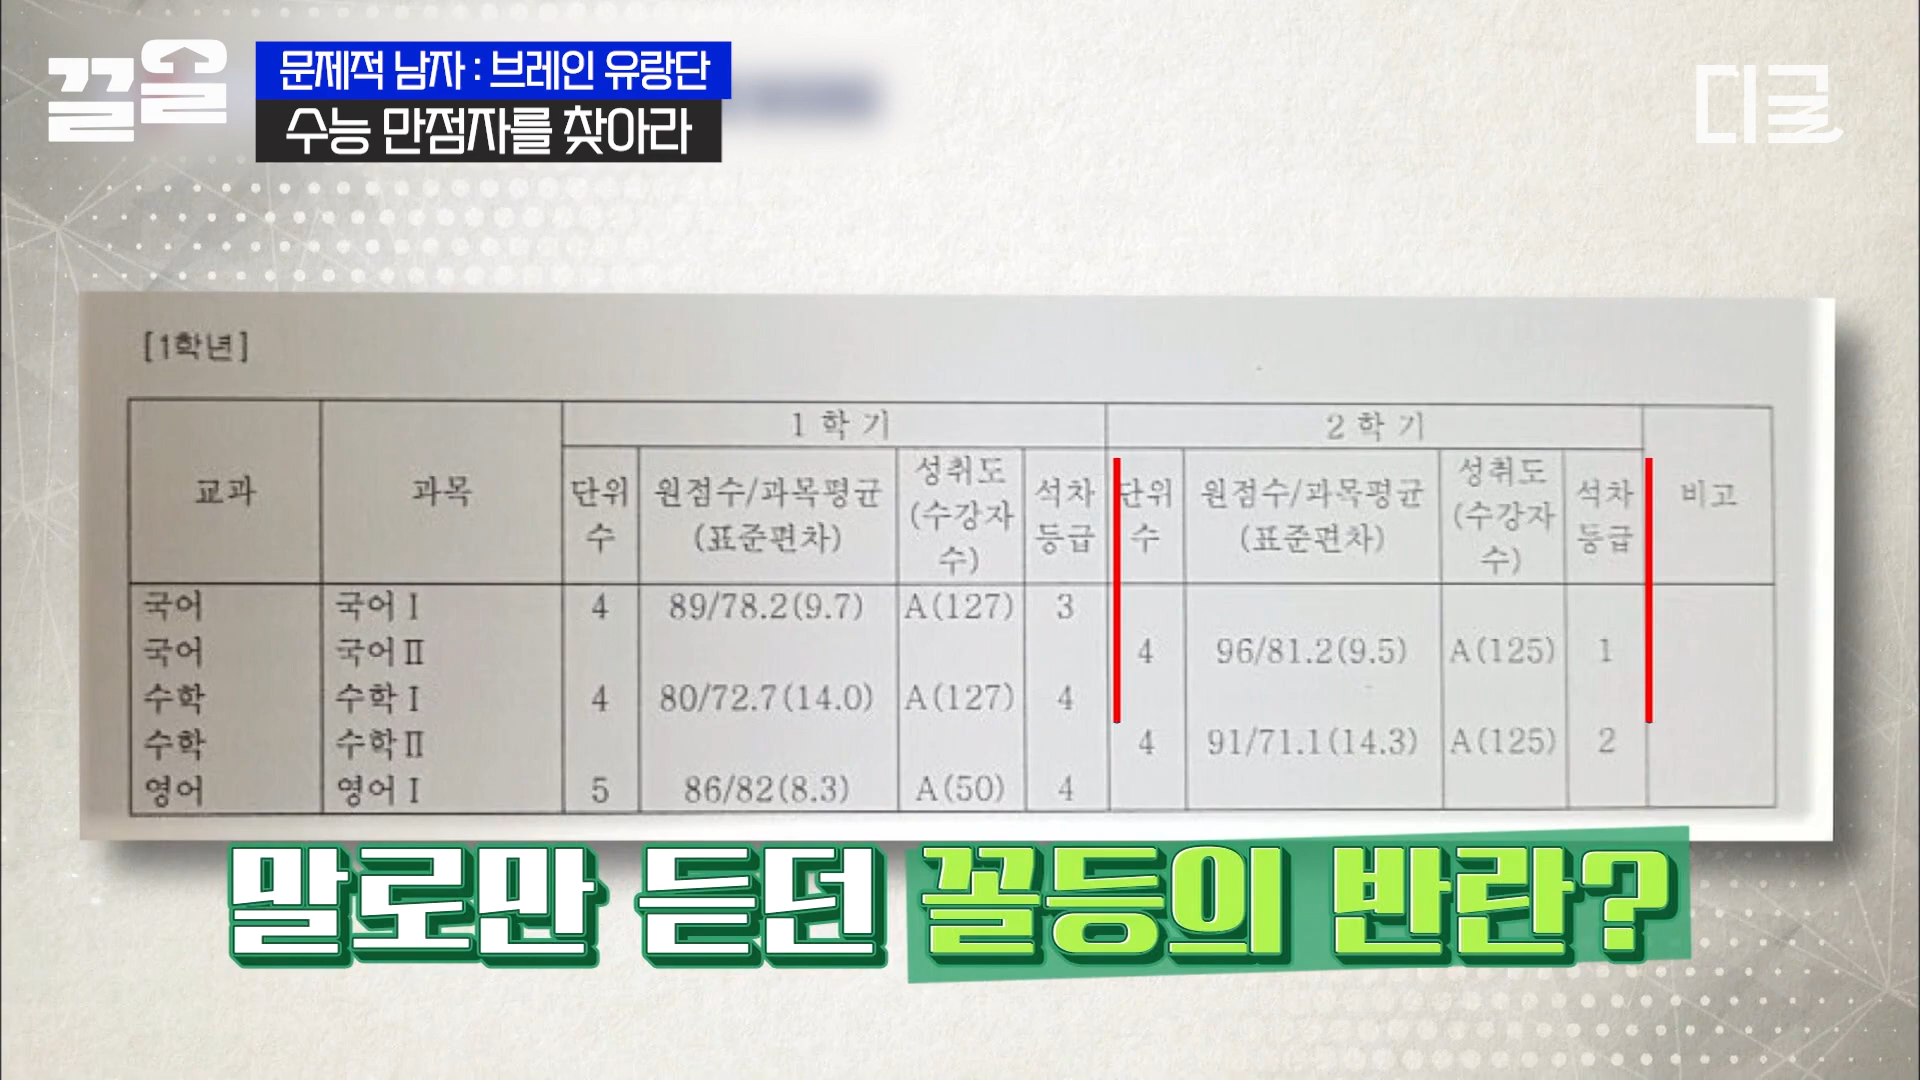 끌올
문제적 남자 : 브레인 유랑단
수능 만점자를 찾아라
디글
[1학년]
교과 과목 1학기 2학기 비고
단위수 원점수/과목평균(표준편차) 성취도(수강자수) 석차등급 단위수 원점수/과목평균(표준편차) 성취도(수강자수) 석차등급
국어 국어Ⅰ 4 89/78.2(9.7) A(127) 3
국어 국어Ⅱ 4 96/81.2(9.5) A(125) 1
수학 수학Ⅰ 4 80/72.7(14.0) A(127) 4
수학 수학Ⅱ 4 91/71.1(14.3) A(125) 2
영어 영어Ⅰ 5 86/82(8.3) A(50) 4
말로만 듣던 꼴등의 반란?